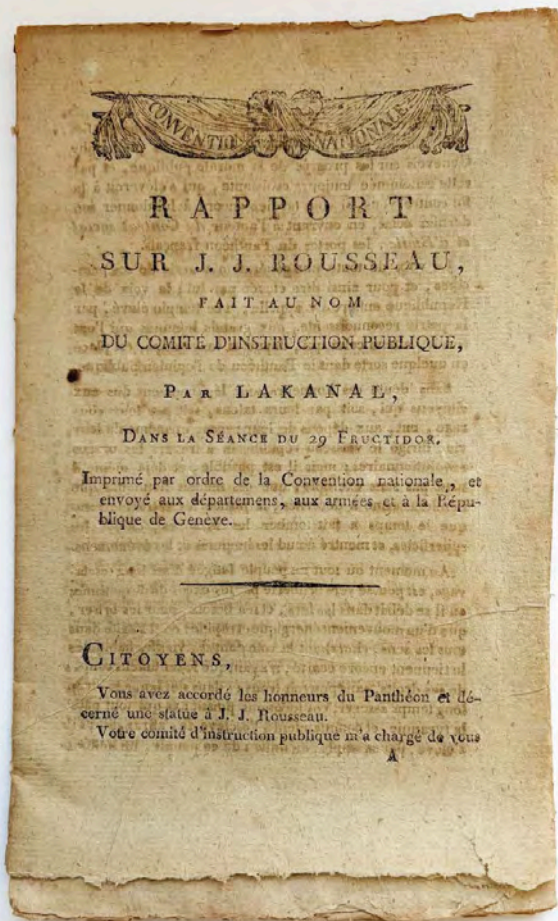 CONVENTION NATIONALE
RAPPORT
SUR J. J. ROUSSEAU,
FAIT AU NOM
DU COMITÉ D'INSTRUCTION PUBLIQUE,
PAR LAKANAL,
DANS LA SÉANCE DU 29 FRUCTIDOR.
Imprimé par ordre de la Convention nationale, et
envoyé aux départemens, aux armées et à la Répu-
blique de Genève.
CITOYENS,
Vous avez accordé les honneurs du Panthéon et dé-
cerné une statue à J. J. Rousseau.
Votre comité d'instruction publique m'a chargé de vous
A